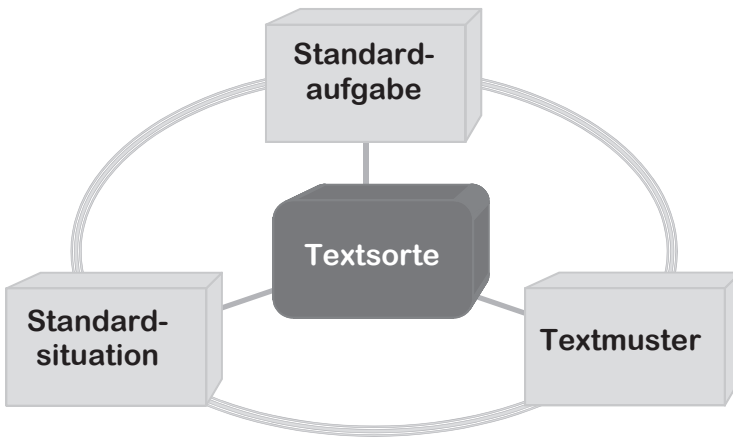 Standard-
aufgabe
Textsorte
Standard-
situation
Textmuster